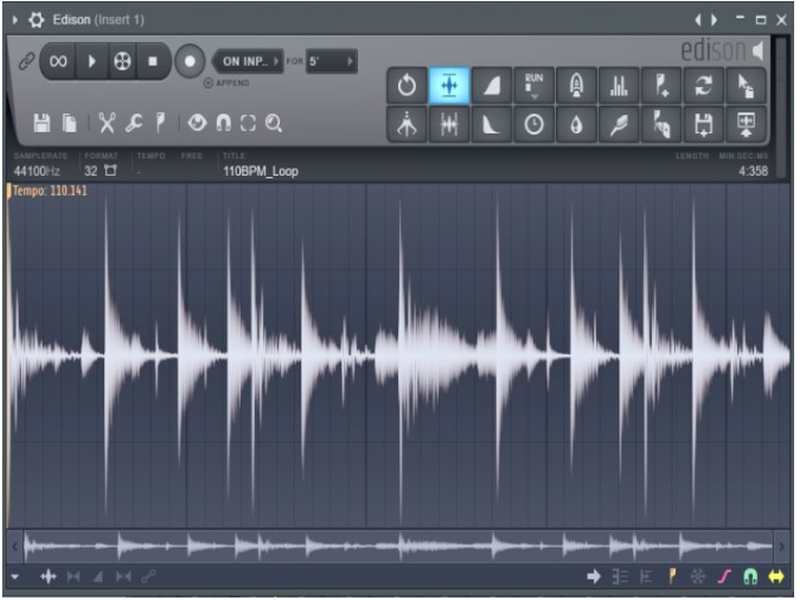 Edison (Insert 1)
edison
ON INP.. FOR 5'
APPEND
RUN
SAMPLERATE FORMAT TEMPO FREE TITLE LENGTH MIN:DEC:MS
44100Hz 32 - 110BPM_Loop 4:358
Tempo: 110.141